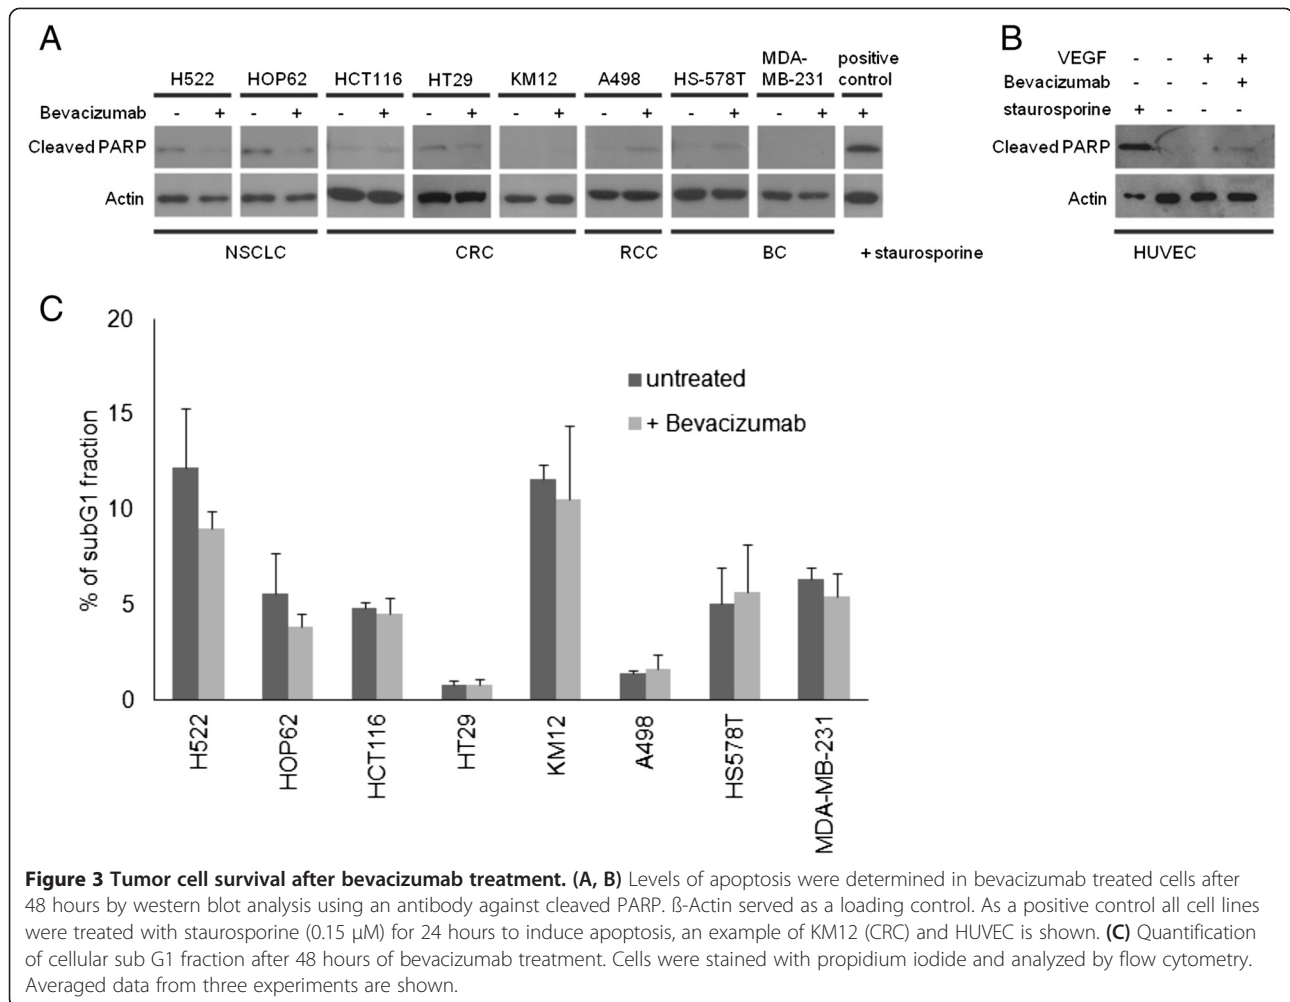 A
H522 HOP62 HCT116 HT29 KM12 A498 HS-578T MDA-MB-231 positive control
Bevacizumab - + - + - + - + - + - + - + - + +
Cleaved PARP
Actin
NSCLC CRC RCC BC + staurosporine
B
VEGF - - + +
Bevacizumab - - - +
staurosporine + - - -
Cleaved PARP
Actin
HUVEC
C
% of subG1 fraction
20
15
10
5
0
untreated
+ Bevacizumab
H522
HOP62
HCT116
HT29
KM12
A498
HS578T
MDA-MB-231
Figure 3 Tumor cell survival after bevacizumab treatment. (A, B) Levels of apoptosis were determined in bevacizumab treated cells after
48 hours by western blot analysis using an antibody against cleaved PARP. ß-Actin served as a loading control. As a positive control all cell lines
were treated with staurosporine (0.15 μM) for 24 hours to induce apoptosis, an example of KM12 (CRC) and HUVEC is shown. (C) Quantification
of cellular sub G1 fraction after 48 hours of bevacizumab treatment. Cells were stained with propidium iodide and analyzed by flow cytometry.
Averaged data from three experiments are shown.